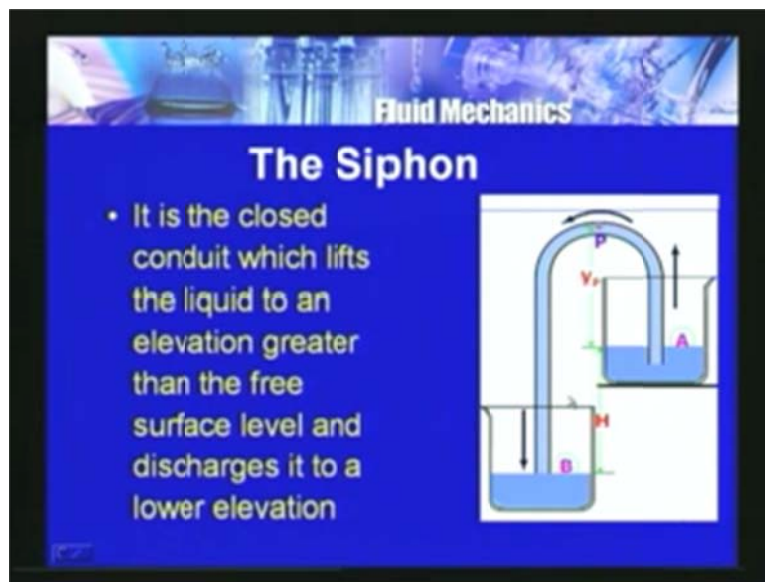 Fluid Mechanics
The Siphon
• It is the closed
conduit which lifts
the liquid to an
elevation greater
than the free
surface level and
discharges it to a
lower elevation
P
A
H
B